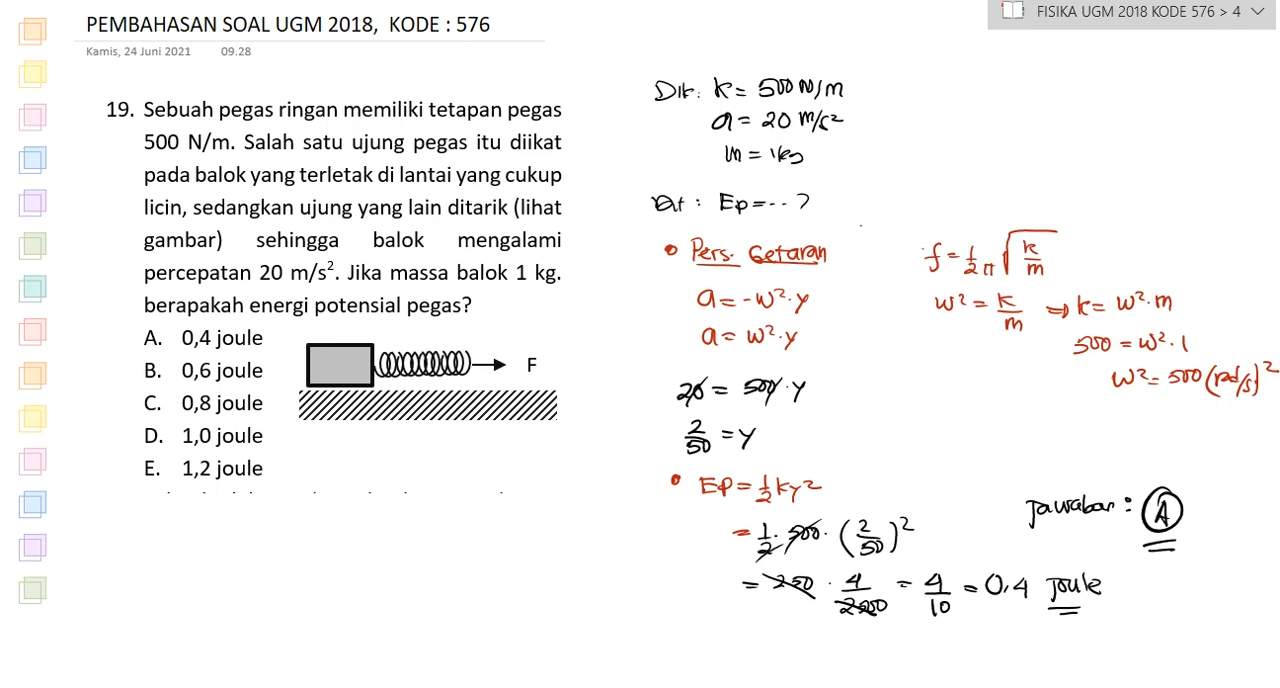 PEMBAHASAN SOAL UGM 2018, KODE : 576
Kamis, 24 Juni 2021 09.28
FISIKA UGM 2018 KODE 576 > 4
19. Sebuah pegas ringan memiliki tetapan pegas
500 N/m. Salah satu ujung pegas itu diikat
pada balok yang terletak di lantai yang cukup
licin, sedangkan ujung yang lain ditarik (lihat
gambar) sehingga balok mengalami
percepatan 20 m/s². Jika massa balok 1 kg.
berapakah energi potensial pegas?
A. 0,4 joule
B. 0,6 joule
C. 0,8 joule
D. 1,0 joule
E. 1,2 joule
F
Dik: k = 500 N/m
a = 20 m/s²
m = 1kg
Dit : Ep = ... ?
• Pers. Getaran
a = -w².y
a = w².y
20 = 500.y
2/50 = y
f = 1/2π √k/m
w² = k/m ⇒ k = w².m
500 = w².1
w² = 500 (rad/s)²
• Ep = 1/2 ky²
= 1/2 . 500 . (2/50)²
= 250 . 4/2500 = 4/10 = 0,4 Joule
Jawaban : A